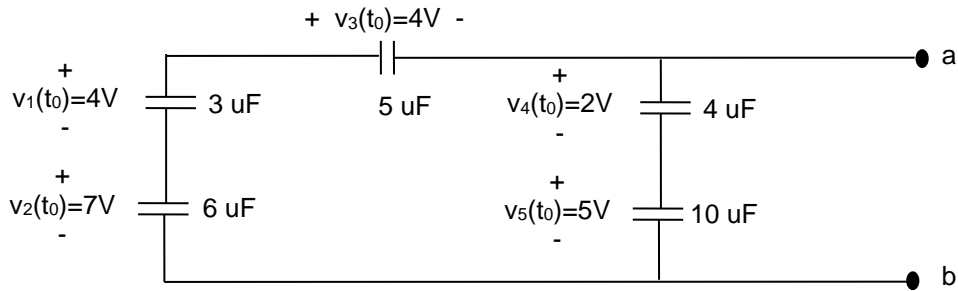 + v₃(t₀)=4V -
a
+
v₁(t₀)=4V
-
3 uF
5 uF
+
v₄(t₀)=2V
-
4 uF
+
v₂(t₀)=7V
-
6 uF
+
v₅(t₀)=5V
-
10 uF
b